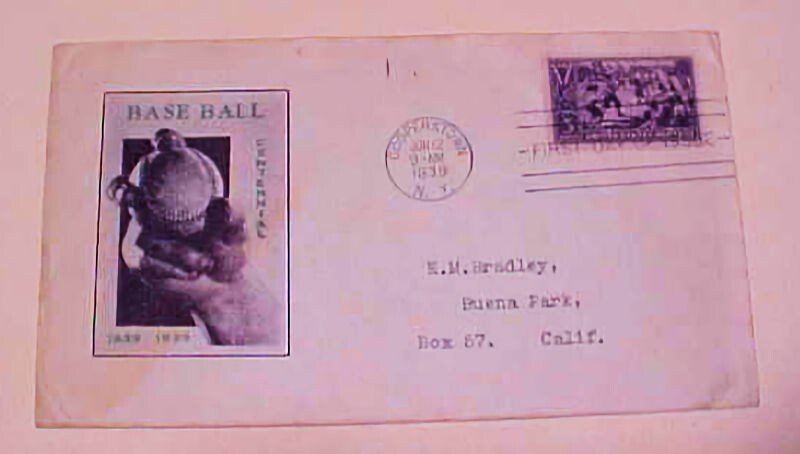 BASE BALL
CENTENNIAL
1839 1939
COOPERSTOWN
JUN 12
9-AM
1939
N. Y.
FIRST DAY OF ISSUE
3
E.M.Bradley,
Buena Park,
Box 57. Calif.